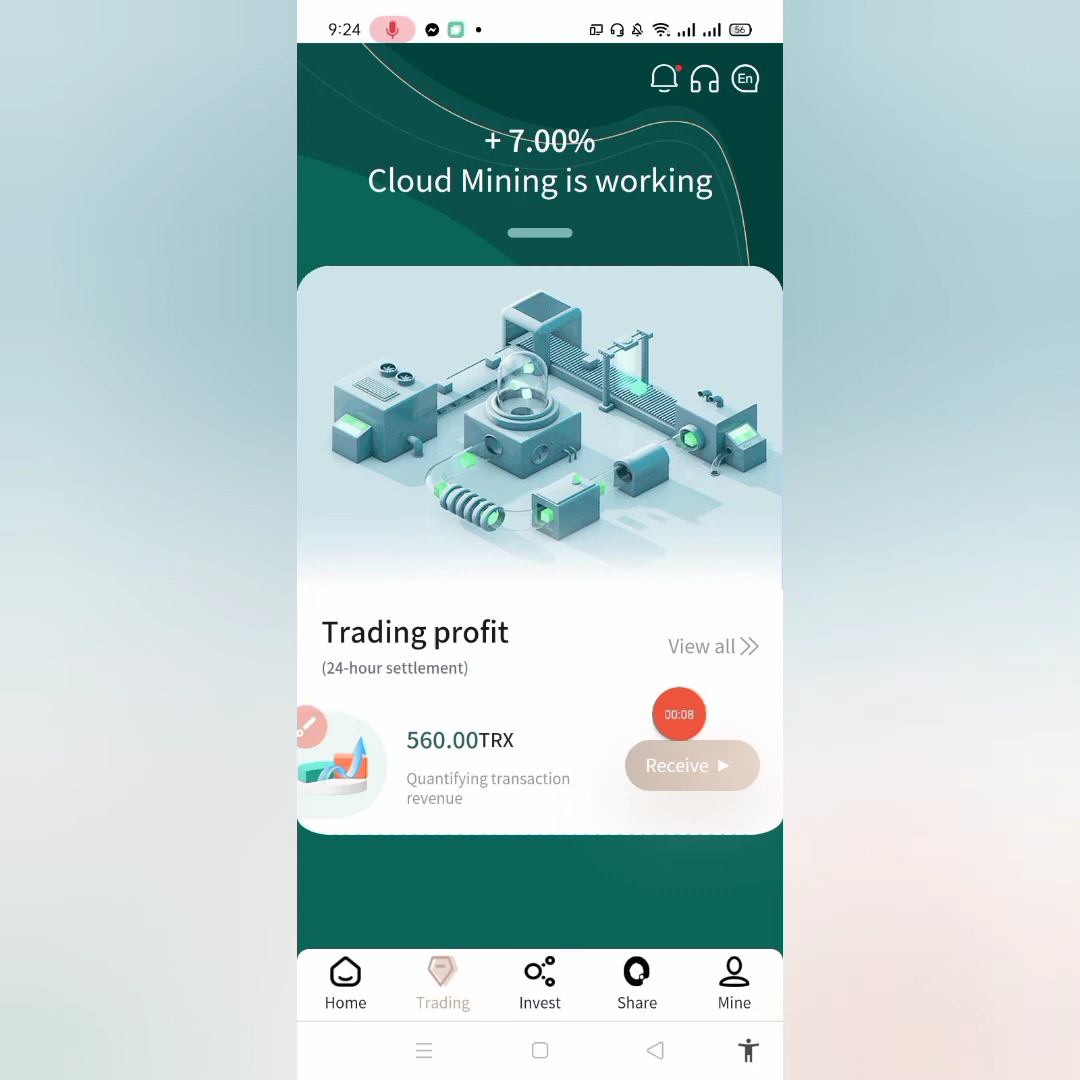 9:24
56
En
+ 7.00%
Cloud Mining is working
Trading profit
View all
(24-hour settlement)
00:08
560.00TRX
Receive
Quantifying transaction
revenue
Home
Trading
Invest
Share
Mine